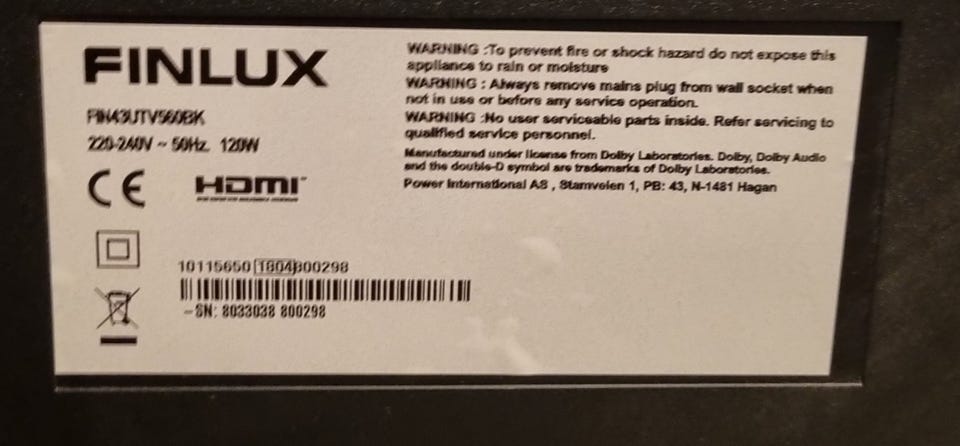 FINLUX
FIN43UTV560BK
220-240V ~ 50Hz. 120W
CE HDMI
WARNING :To prevent fire or shock hazard do not expose this
appliance to rain or moisture
WARNING : Always remove mains plug from wall socket when
not in use or before any service operation.
WARNING :No user serviceable parts inside. Refer servicing to
qualified service personnel.
Manufactured under license from Dolby Laboratories. Dolby, Dolby Audio
and the double-D symbol are trademarks of Dolby Laboratories.
Power International AS , Stamveien 1, PB: 43, N-1481 Hagan
10115650 1804 800298
-SN: 8033038 800298